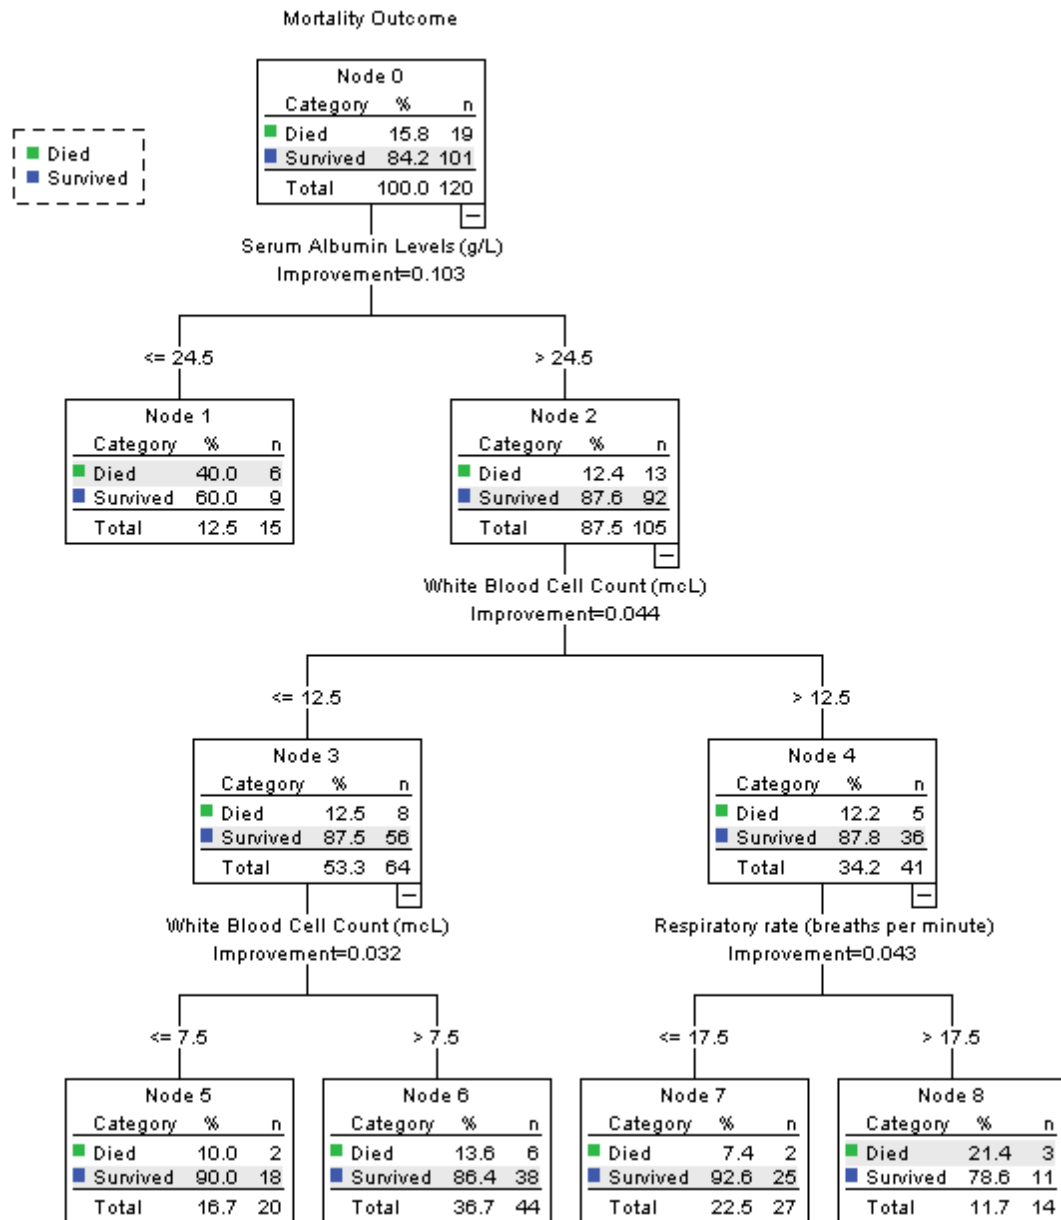 Mortality Outcome
Node 0
Category % n
Died 15.8 19
Survived 84.2 101
Total 100.0 120
Died
Survived
Serum Albumin Levels (g/L)
Improvement=0.103
<= 24.5
> 24.5
Node 1
Category % n
Died 40.0 6
Survived 60.0 9
Total 12.5 15
Node 2
Category % n
Died 12.4 13
Survived 87.6 92
Total 87.5 105
White Blood Cell Count (mcL)
Improvement=0.044
<= 12.5
> 12.5
Node 3
Category % n
Died 12.5 8
Survived 87.5 56
Total 53.3 64
Node 4
Category % n
Died 12.2 5
Survived 87.8 36
Total 34.2 41
White Blood Cell Count (mcL)
Improvement=0.032
Respiratory rate (breaths per minute)
Improvement=0.043
<= 7.5
> 7.5
<= 17.5
> 17.5
Node 5
Category % n
Died 10.0 2
Survived 90.0 18
Total 16.7 20
Node 6
Category % n
Died 13.6 6
Survived 86.4 38
Total 36.7 44
Node 7
Category % n
Died 7.4 2
Survived 92.6 25
Total 22.5 27
Node 8
Category % n
Died 21.4 3
Survived 78.6 11
Total 11.7 14